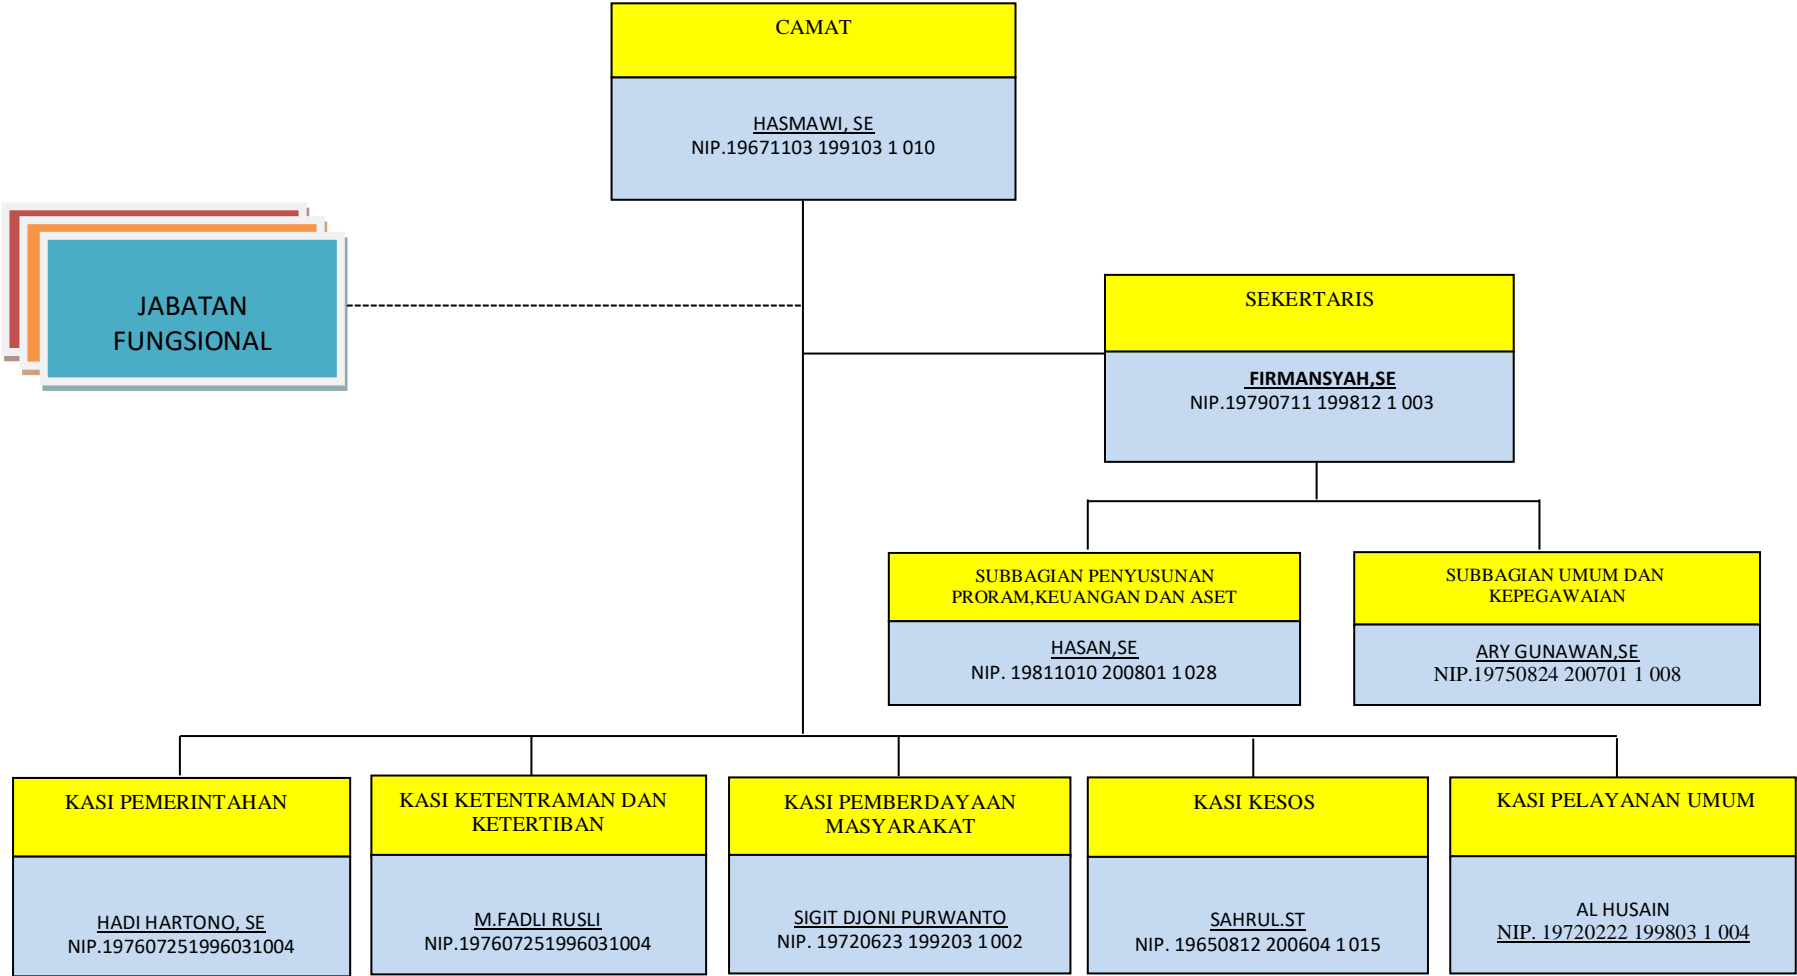 CAMAT
HASMAWI, SE
NIP.19671103 199103 1 010
JABATAN
FUNGSIONAL
SEKERTARIS
FIRMANSYAH,SE
NIP.19790711 199812 1 003
SUBBAGIAN PENYUSUNAN
PRORAM,KEUANGAN DAN ASET
HASAN,SE
NIP. 19811010 200801 1 028
SUBBAGIAN UMUM DAN
KEPEGAWAIAN
ARY GUNAWAN,SE
NIP.19750824 200701 1 008
KASI PEMERINTAHAN
HADI HARTONO, SE
NIP.197607251996031004
KASI KETENTRAMAN DAN
KETERTIBAN
M.FADLI RUSLI
NIP.197607251996031004
KASI PEMBERDAYAAN
MASYARAKAT
SIGIT DJONI PURWANTO
NIP. 19720623 199203 1 002
KASI KESOS
SAHRUL.ST
NIP. 19650812 200604 1 015
KASI PELAYANAN UMUM
AL HUSAIN
NIP. 19720222 199803 1 004